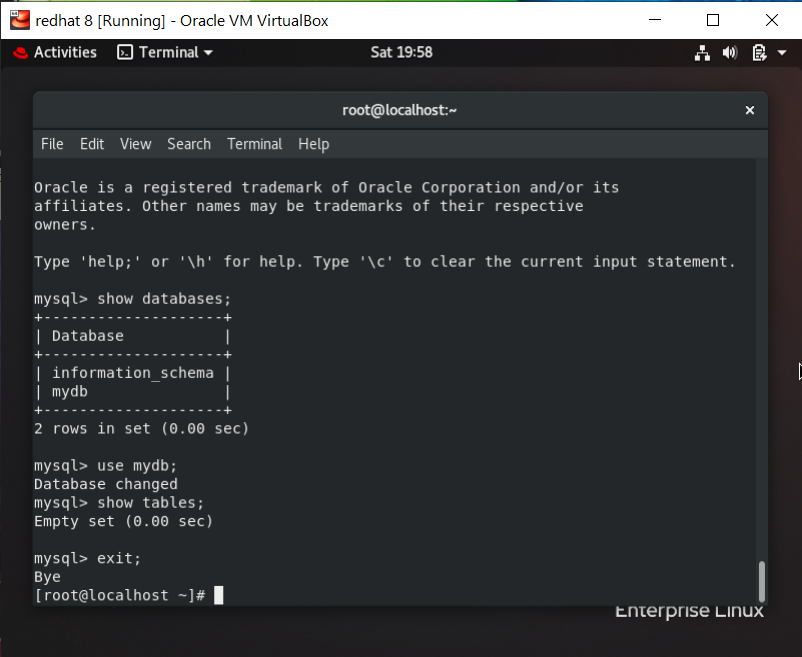 redhat 8 [Running] - Oracle VM VirtualBox
Activities Terminal Sat 19:58
root@localhost:~
File Edit View Search Terminal Help
Oracle is a registered trademark of Oracle Corporation and/or its
affiliates. Other names may be trademarks of their respective
owners.
Type 'help;' or '\h' for help. Type '\c' to clear the current input statement.
mysql> show databases;
+--------------------+
| Database           |
+--------------------+
| information_schema |
| mydb               |
+--------------------+
2 rows in set (0.00 sec)
mysql> use mydb;
Database changed
mysql> show tables;
Empty set (0.00 sec)
mysql> exit;
Bye
[root@localhost ~]#
Enterprise Linux